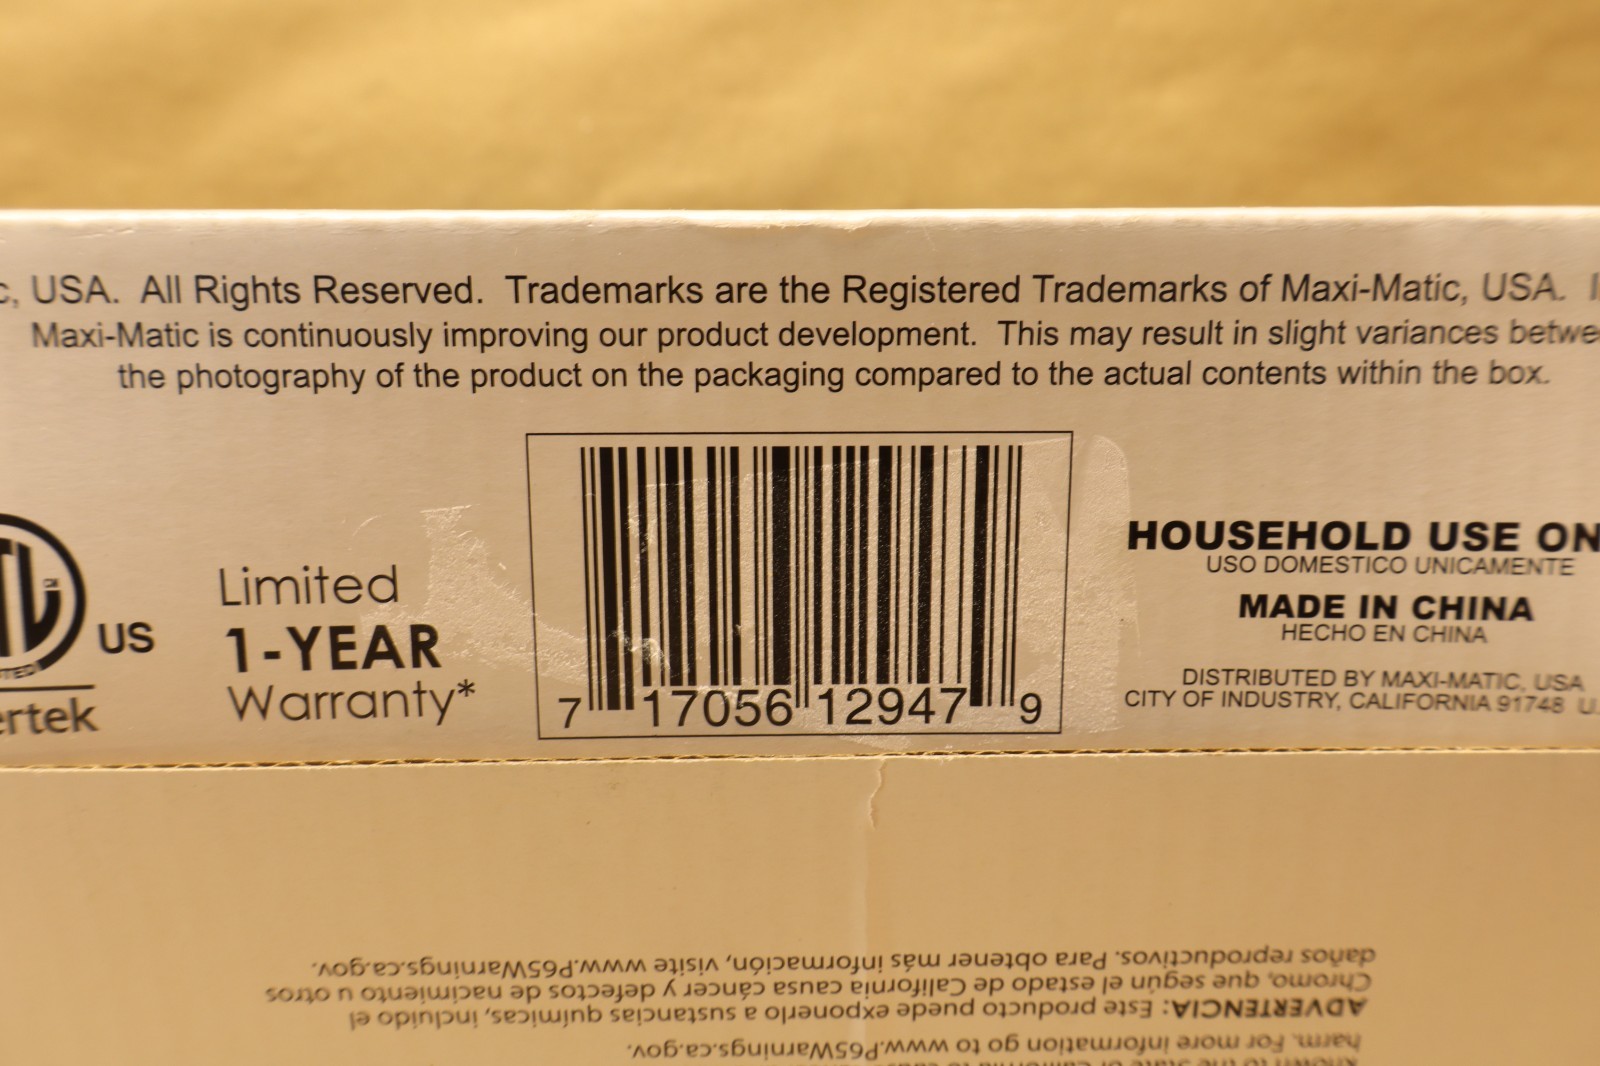 USA. All Rights Reserved. Trademarks are the Registered Trademarks of Maxi-Matic, USA.
Maxi-Matic is continuously improving our product development. This may result in slight variances betwe
the photography of the product on the packaging compared to the actual contents within the box.
US
ertek
Limited
1-YEAR
Warranty*
7 17056 12947 9
HOUSEHOLD USE ON
USO DOMESTICO UNICAMENTE
MADE IN CHINA
HECHO EN CHINA
DISTRIBUTED BY MAXI-MATIC, USA
CITY OF INDUSTRY, CALIFORNIA 91748 U.
harm. For more information go to www.P65Warnings.ca.gov.
ADVERTENCIA: Este producto puede exponerlo a sustancias químicas, incluido el
Chromo, que según el estado de California causa cáncer y defectos de nacimiento u otros
daños reproductivos. Para obtener más información, visite www.P65Warnings.ca.gov.